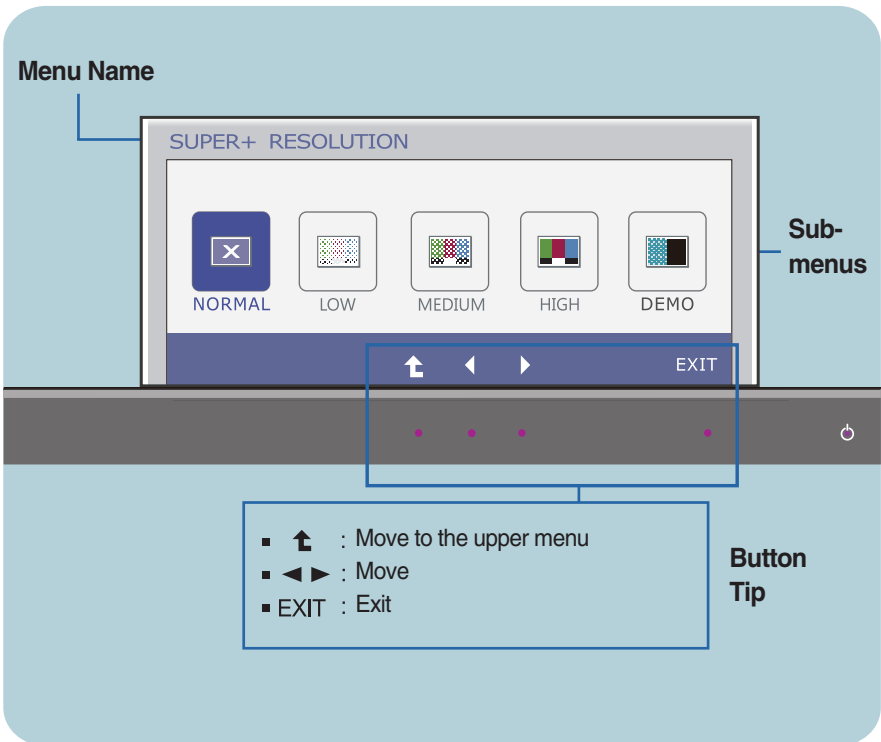 Menu Name
SUPER+ RESOLUTION
NORMAL LOW MEDIUM HIGH DEMO
Sub-
menus
EXIT
: Move to the upper menu
: Move
EXIT : Exit
Button
Tip